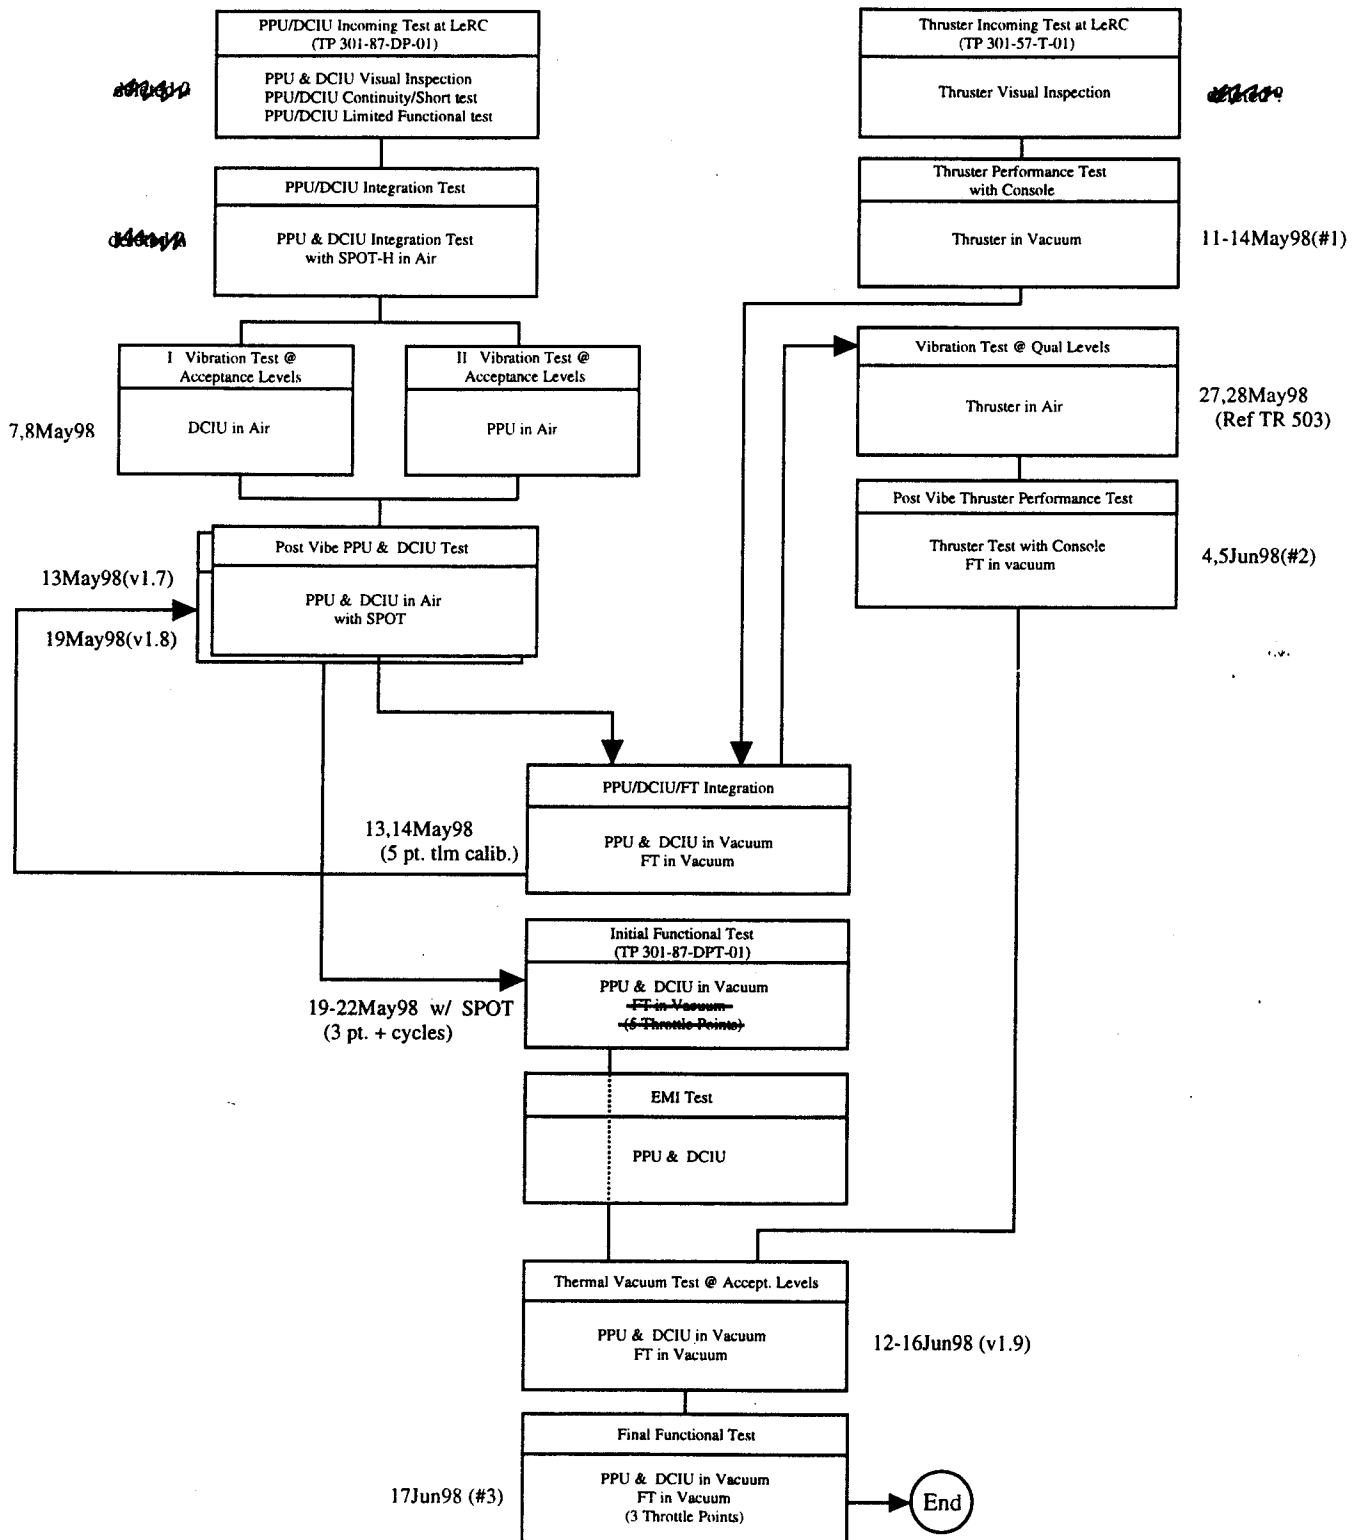 PPU/DCIU Incoming Test at LeRC
(TP 301-87-DP-01)
PPU & DCIU Visual Inspection
PPU/DCIU Continuity/Short test
PPU/DCIU Limited Functional test
Thruster Incoming Test at LeRC
(TP 301-57-T-01)
Thruster Visual Inspection
PPU/DCIU Integration Test
PPU & DCIU Integration Test
with SPOT-H in Air
Thruster Performance Test
with Console
Thruster in Vacuum
11-14May98(#1)
I Vibration Test @
Acceptance Levels
DCIU in Air
7,8May98
II Vibration Test @
Acceptance Levels
PPU in Air
Vibration Test @ Qual Levels
Thruster in Air
27,28May98
(Ref TR 503)
Post Vibe PPU & DCIU Test
PPU & DCIU in Air
with SPOT
13May98(v1.7)
19May98(v1.8)
Post Vibe Thruster Performance Test
Thruster Test with Console
FT in vacuum
4,5Jun98(#2)
PPU/DCIU/FT Integration
PPU & DCIU in Vacuum
FT in Vacuum
13,14May98
(5 pt. tlm calib.)
Initial Functional Test
(TP 301-87-DPT-01)
PPU & DCIU in Vacuum
FT in Vacuum
(5 Throttle Points)
19-22May98 w/ SPOT
(3 pt. + cycles)
EMI Test
PPU & DCIU
Thermal Vacuum Test @ Accept. Levels
PPU & DCIU in Vacuum
FT in Vacuum
12-16Jun98 (v1.9)
Final Functional Test
PPU & DCIU in Vacuum
FT in Vacuum
(3 Throttle Points)
17Jun98 (#3)
End